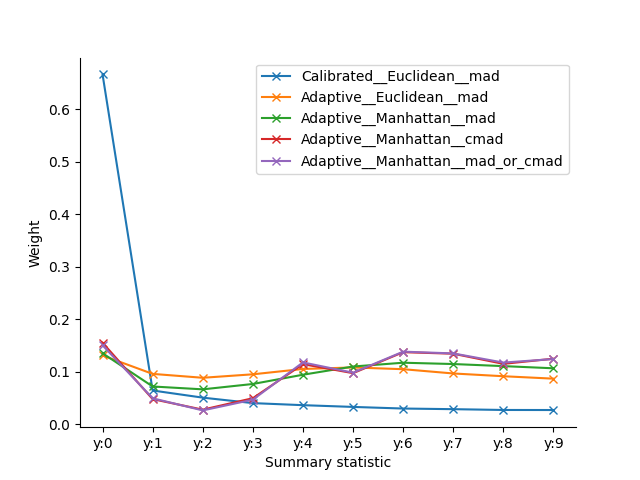 Calibrated__Euclidean__mad
Adaptive__Euclidean__mad
Adaptive__Manhattan__mad
Adaptive__Manhattan__cmad
Adaptive__Manhattan__mad_or_cmad
Weight
0.6
0.5
0.4
0.3
0.2
0.1
0.0
y:0 y:1 y:2 y:3 y:4 y:5 y:6 y:7 y:8 y:9
Summary statistic